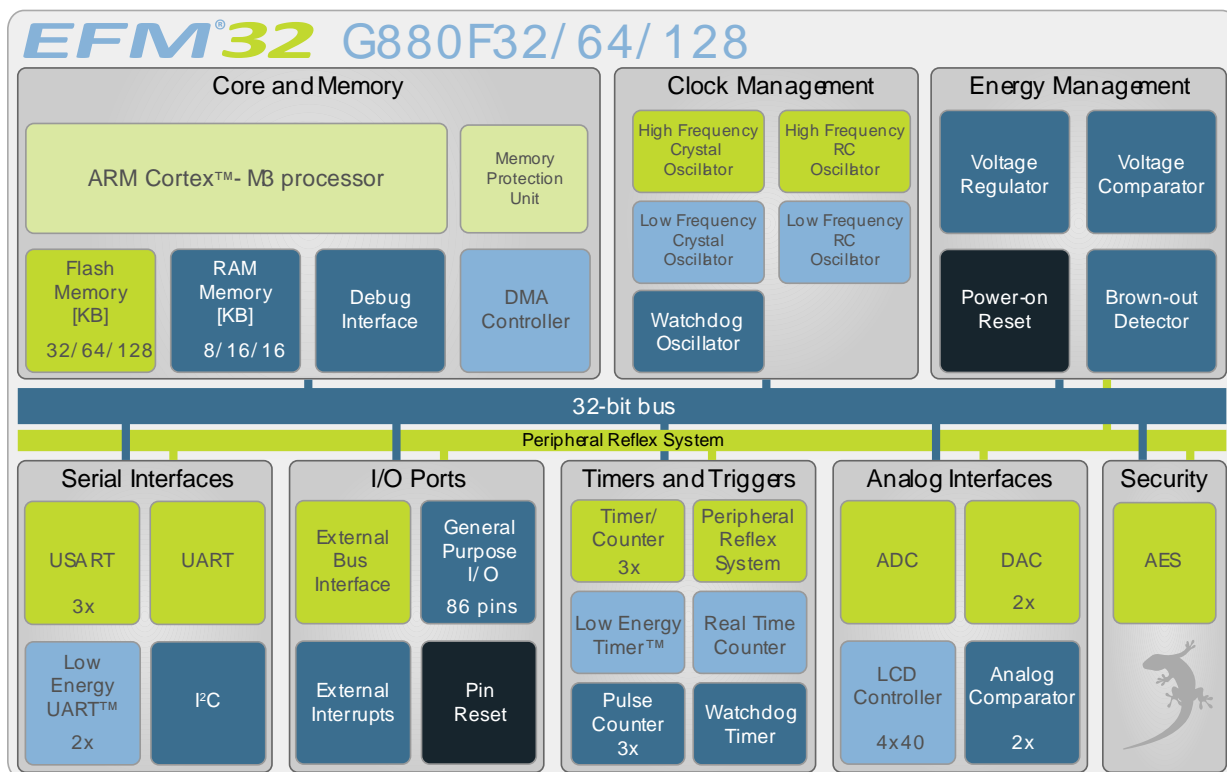 EFM®32 G880F32/64/128
Core and Memory
ARM Cortex™-M3 processor
Memory
Protection
Unit
Flash
Memory
[KB]
32/64/128
RAM
Memory
[KB]
8/16/16
Debug
Interface
DMA
Controller
Clock Management
High Frequency
Crystal
Oscillator
High Frequency
RC
Oscillator
Low Frequency
Crystal
Oscillator
Low Frequency
RC
Oscillator
Watchdog
Oscillator
Energy Management
Voltage
Regulator
Voltage
Comparator
Power-on
Reset
Brown-out
Detector
32-bit bus
Peripheral Reflex System
Serial Interfaces
USART
3x
UART
Low
Energy
UART™
2x
I²C
I/O Ports
External
Bus
Interface
General
Purpose
I/O
86 pins
External
Interrupts
Pin
Reset
Timers and Triggers
Timer/
Counter
3x
Peripheral
Reflex
System
Low Energy
Timer™
Real Time
Counter
Pulse
Counter
3x
Watchdog
Timer
Analog Interfaces
ADC
DAC
2x
LCD
Controller
4x40
Analog
Comparator
2x
Security
AES